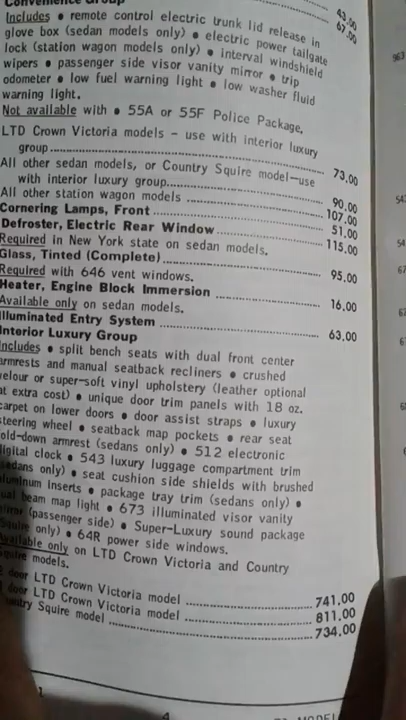 Convenience Group
43.00
67.00
Includes • remote control electric trunk lid release in
glove box (sedan models only) • electric power tailgate
lock (station wagon models only) • interval windshield
wipers • passenger side visor vanity mirror • trip
odometer • low fuel warning light • low washer fluid
warning light.
Not available with • 55A or 55F Police Package.
LTD Crown Victoria models - use with interior luxury
group 73.00
All other sedan models, or Country Squire model—use
with interior luxury group 90.00
All other station wagon models 107.00
Cornering Lamps, Front 51.00
Defroster, Electric Rear Window 115.00
Required in New York state on sedan models.
Glass, Tinted (Complete) 95.00
Required with 646 vent windows.
Heater, Engine Block Immersion 16.00
Available only on sedan models.
Illuminated Entry System 63.00
Interior Luxury Group
Includes • split bench seats with dual front center
armrests and manual seatback recliners • crushed
velour or super-soft vinyl upholstery (leather optional
at extra cost) • unique door trim panels with 18 oz.
carpet on lower doors • door assist straps • luxury
steering wheel • seatback map pockets • rear seat
fold-down armrest (sedans only) • 512 electronic
digital clock • 543 luxury luggage compartment trim
(sedans only) • seat cushion side shields with brushed
aluminum inserts • package tray trim (sedans only) •
dual beam map light • 673 illuminated visor vanity
mirror (passenger side) • Super-Luxury sound package
(Squire only) • 64R power side windows.
Available only on LTD Crown Victoria and Country
Squire models.
2 door LTD Crown Victoria model 741.00
door LTD Crown Victoria model 811.00
Country Squire model 734.00
4
MODEL